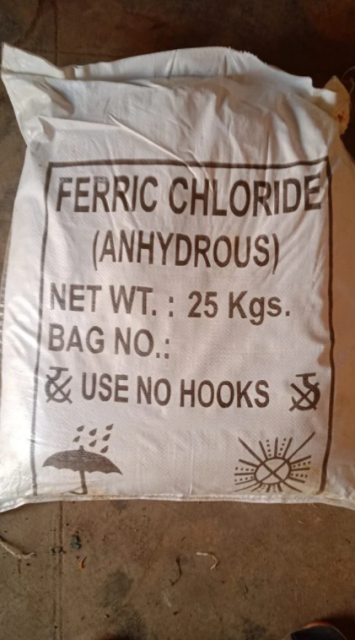 FERRIC CHLORIDE
(ANHYDROUS)
NET WT. : 25 Kgs.
BAG NO.:
USE NO HOOKS